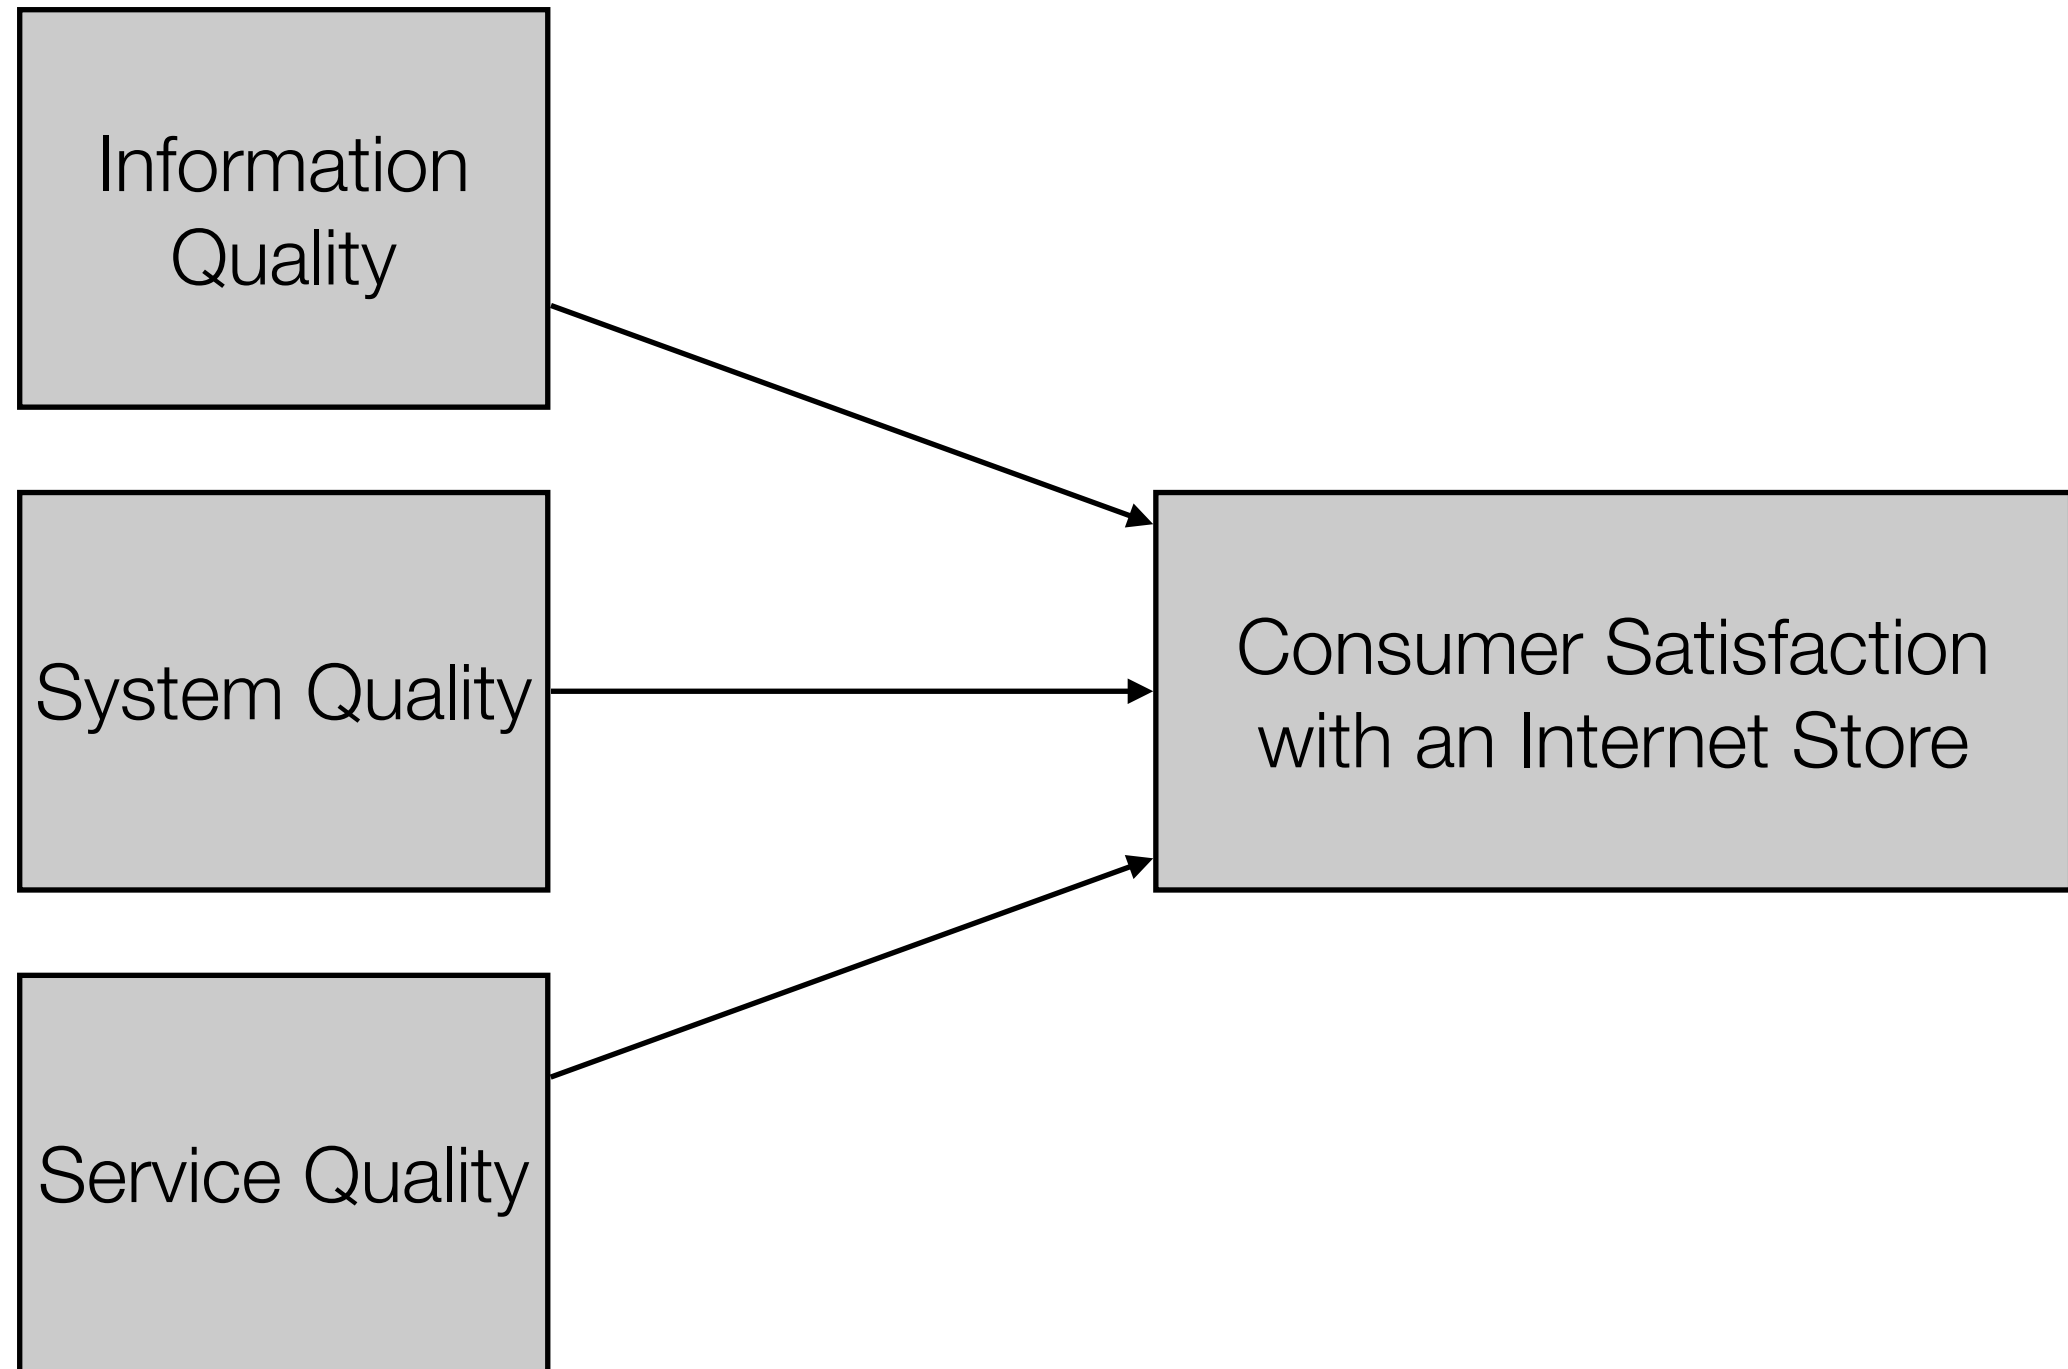 Information
Quality
System Quality
Consumer Satisfaction
with an Internet Store
Service Quality